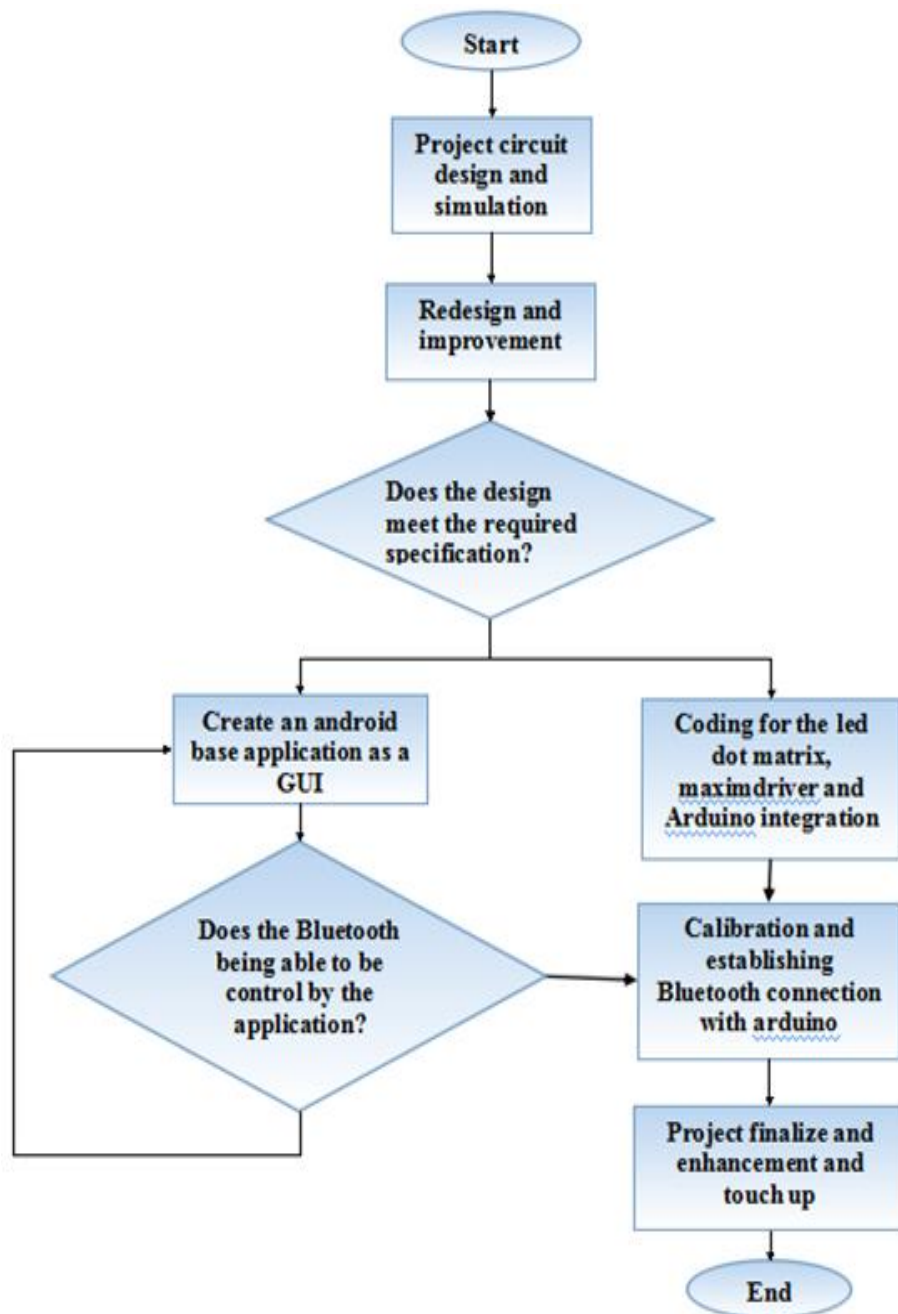 Start
Project circuit
design and
simulation
Redesign and
improvement
Does the design
meet the required
specification?
Create an android
base application as a
GUI
Coding for the led
dot matrix,
maximdriver and
Arduino integration
Does the Bluetooth
being able to be
control by the
application?
Calibration and
establishing
Bluetooth connection
with arduino
Project finalize and
enhancement and
touch up
End